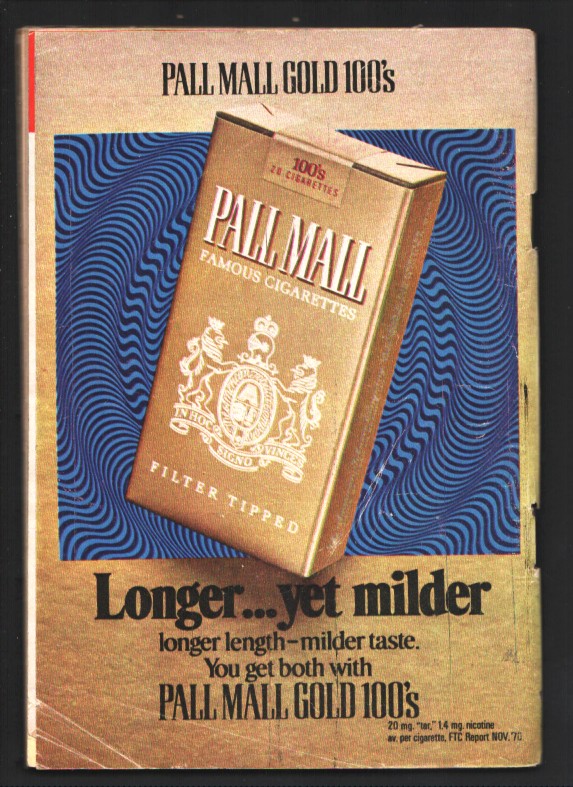 PALL MALL GOLD 100's
100's
20 CIGARETTES
PALL MALL
FAMOUS CIGARETTES
IN HOC SIGNO VINCES
FILTER TIPPED
Longer...yet milder
longer length–milder taste.
You get both with
PALL MALL GOLD 100's
20 mg. "tar," 1.4 mg. nicotine
av. per cigarette, FTC Report NOV. '70